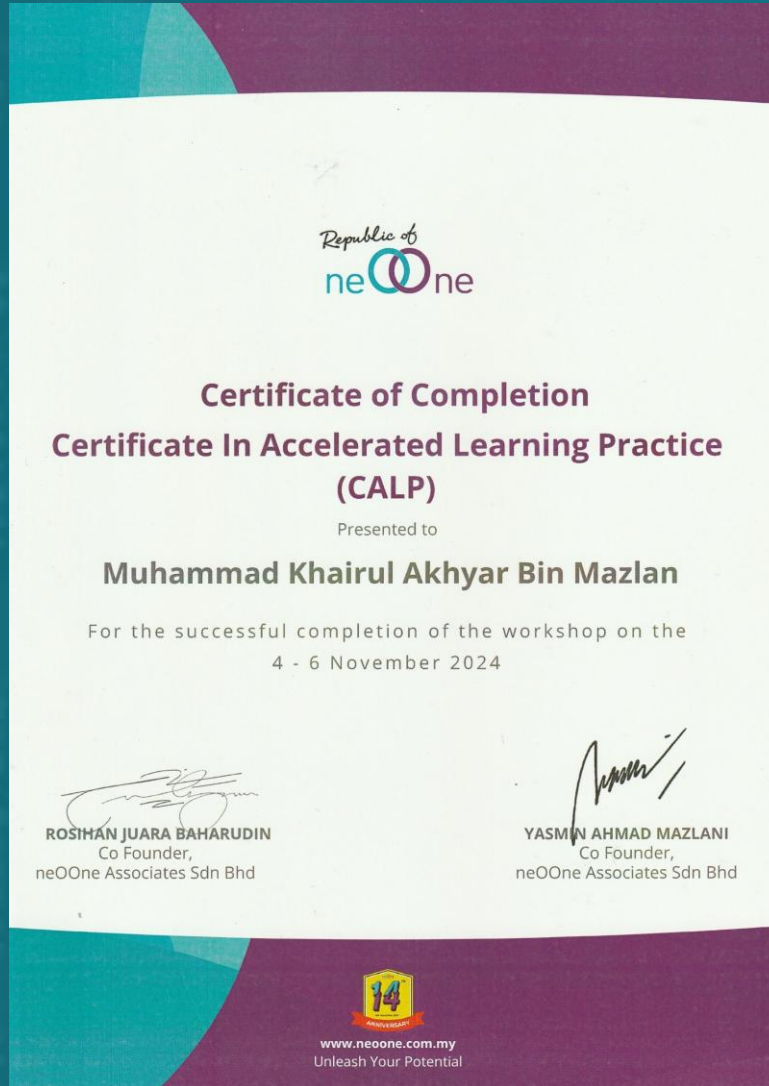 Republic of
neOOne
Certificate of Completion
Certificate In Accelerated Learning Practice
(CALP)
Presented to
Muhammad Khairul Akhyar Bin Mazlan
For the successful completion of the workshop on the
4 - 6 November 2024
ROSIHAN JUARA BAHARUDIN
Co Founder,
neOOne Associates Sdn Bhd
YASMIN AHMAD MAZLANI
Co Founder,
neOOne Associates Sdn Bhd
14
ANNIVERSARY
www.neoone.com.my
Unleash Your Potential